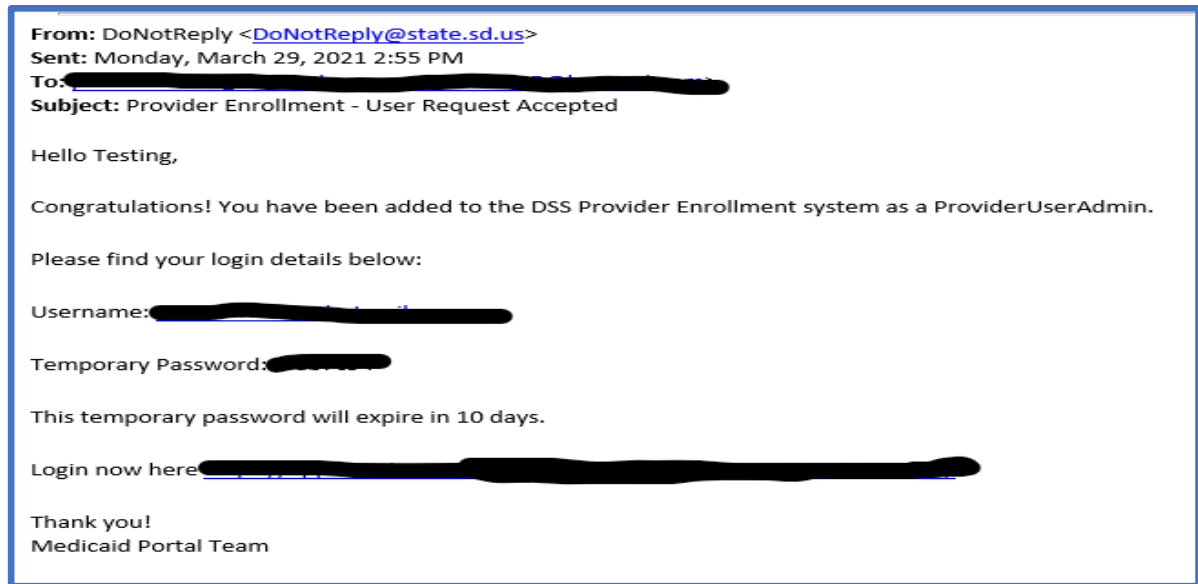 From: DoNotReply <DoNotReply@state.sd.us>
Sent: Monday, March 29, 2021 2:55 PM
To:
Subject: Provider Enrollment - User Request Accepted
Hello Testing,
Congratulations! You have been added to the DSS Provider Enrollment system as a ProviderUserAdmin.
Please find your login details below:
Username:
Temporary Password:
This temporary password will expire in 10 days.
Login now here
Thank you!
Medicaid Portal Team